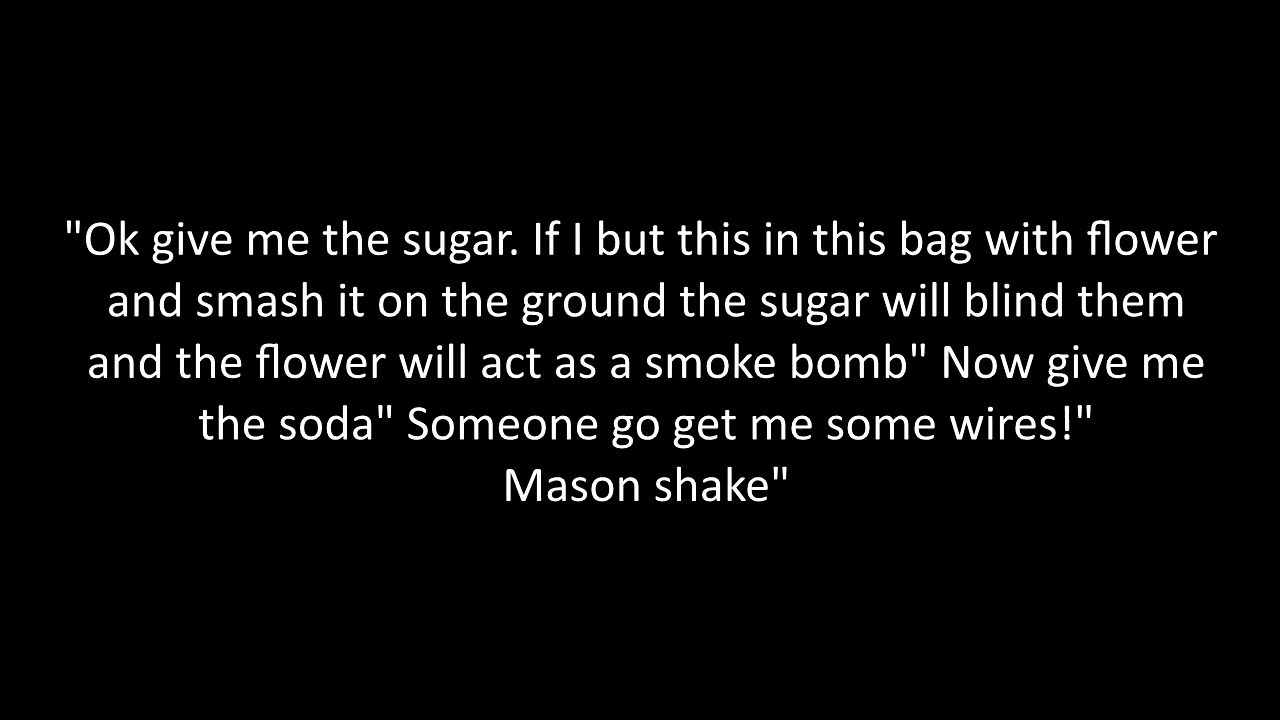 "Ok give me the sugar. If I but this in this bag with flower
and smash it on the ground the sugar will blind them
and the flower will act as a smoke bomb" Now give me
the soda" Someone go get me some wires!"
Mason shake"